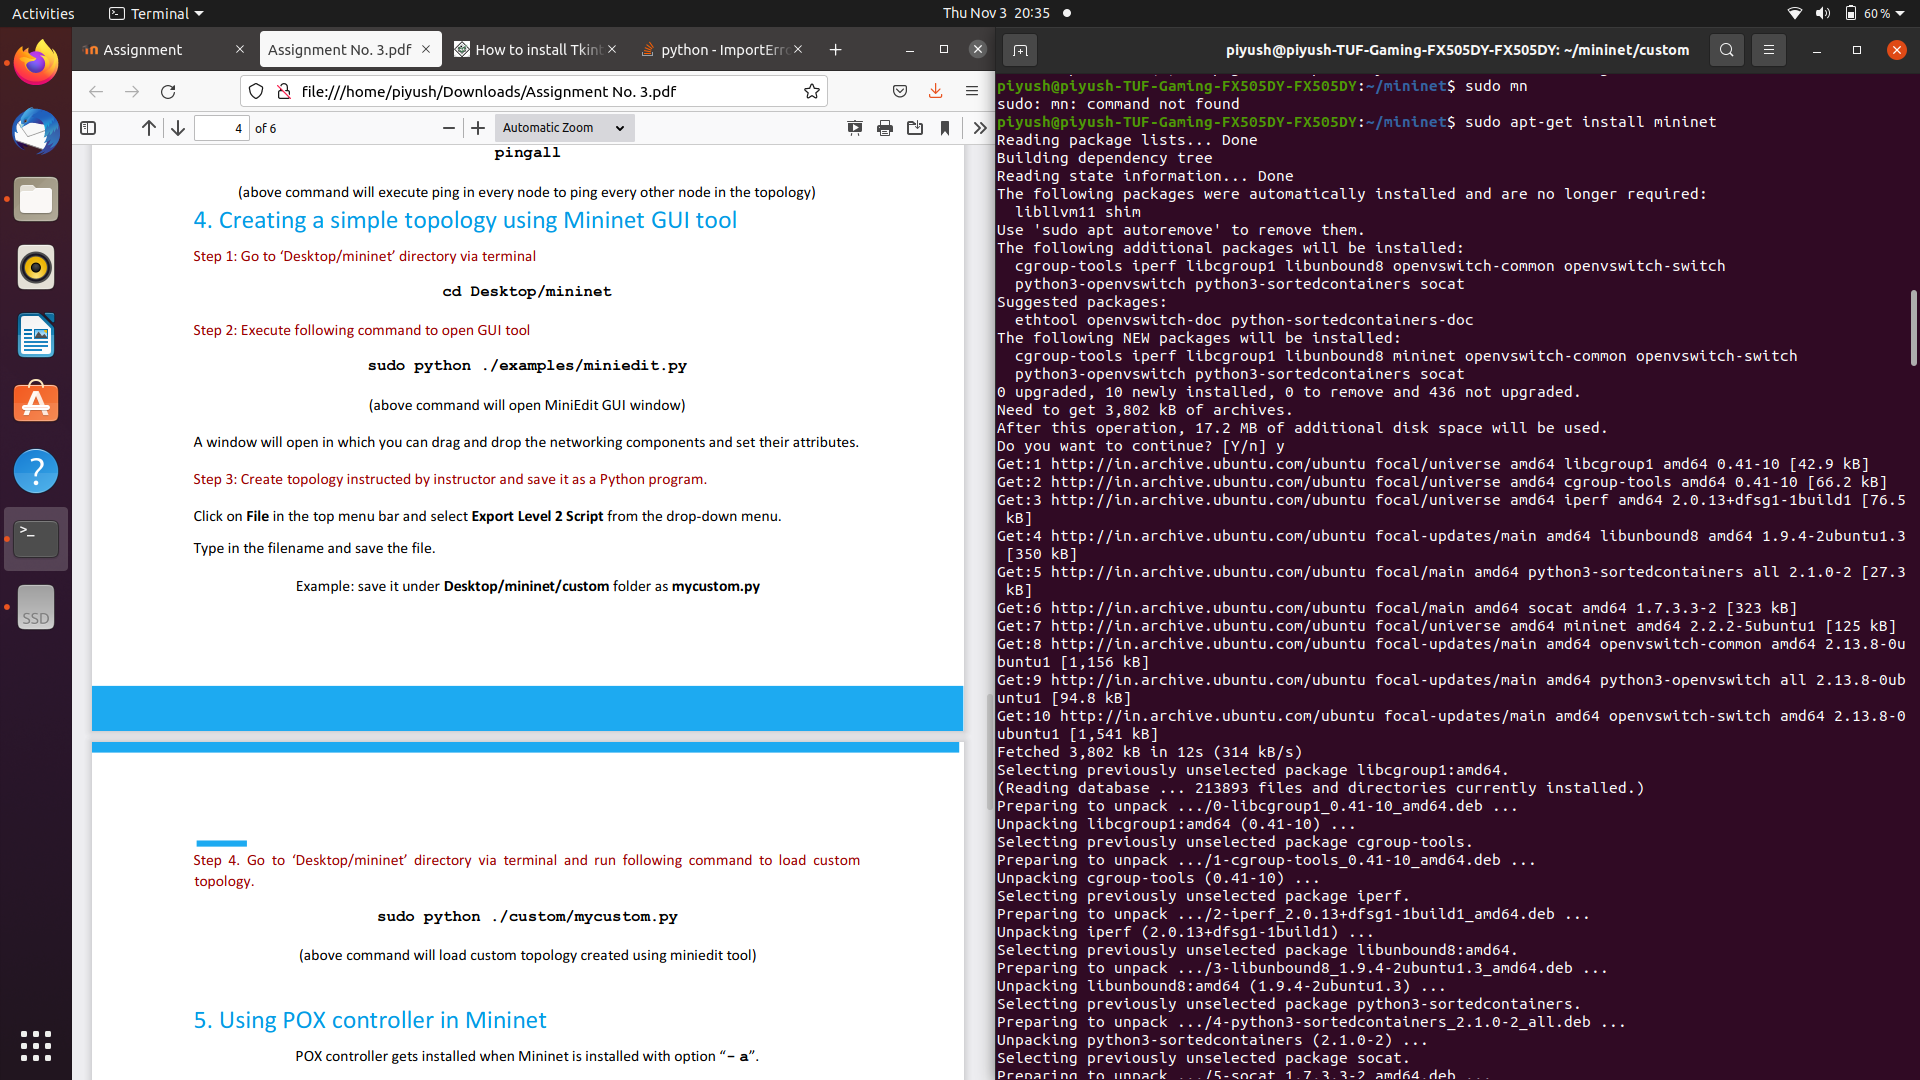 Activities
Terminal
Thu Nov 3 20:35
60 %
Assignment
Assignment No. 3.pdf
How to install Tkint
python - ImportErro
file:///home/piyush/Downloads/Assignment No. 3.pdf
4 of 6
Automatic Zoom
pingall
(above command will execute ping in every node to ping every other node in the topology)
4. Creating a simple topology using Mininet GUI tool
Step 1: Go to ‘Desktop/mininet’ directory via terminal
cd Desktop/mininet
Step 2: Execute following command to open GUI tool
sudo python ./examples/miniedit.py
(above command will open MiniEdit GUI window)
A window will open in which you can drag and drop the networking components and set their attributes.
Step 3: Create topology instructed by instructor and save it as a Python program.
Click on File in the top menu bar and select Export Level 2 Script from the drop-down menu.
Type in the filename and save the file.
Example: save it under Desktop/mininet/custom folder as mycustom.py
Step 4. Go to ‘Desktop/mininet’ directory via terminal and run following command to load custom
topology.
sudo python ./custom/mycustom.py
(above command will load custom topology created using miniedit tool)
5. Using POX controller in Mininet
POX controller gets installed when Mininet is installed with option “– a”.
SSD
piyush@piyush-TUF-Gaming-FX505DY-FX505DY: ~/mininet/custom
piyush@piyush-TUF-Gaming-FX505DY-FX505DY:~/mininet$ sudo mn
sudo: mn: command not found
piyush@piyush-TUF-Gaming-FX505DY-FX505DY:~/mininet$ sudo apt-get install mininet
Reading package lists... Done
Building dependency tree
Reading state information... Done
The following packages were automatically installed and are no longer required:
libllvm11 shim
Use 'sudo apt autoremove' to remove them.
The following additional packages will be installed:
cgroup-tools iperf libcgroup1 libunbound8 openvswitch-common openvswitch-switch
python3-openvswitch python3-sortedcontainers socat
Suggested packages:
ethtool openvswitch-doc python-sortedcontainers-doc
The following NEW packages will be installed:
cgroup-tools iperf libcgroup1 libunbound8 mininet openvswitch-common openvswitch-switch
python3-openvswitch python3-sortedcontainers socat
0 upgraded, 10 newly installed, 0 to remove and 436 not upgraded.
Need to get 3,802 kB of archives.
After this operation, 17.2 MB of additional disk space will be used.
Do you want to continue? [Y/n] y
Get:1 http://in.archive.ubuntu.com/ubuntu focal/universe amd64 libcgroup1 amd64 0.41-10 [42.9 kB]
Get:2 http://in.archive.ubuntu.com/ubuntu focal/universe amd64 cgroup-tools amd64 0.41-10 [66.2 kB]
Get:3 http://in.archive.ubuntu.com/ubuntu focal/universe amd64 iperf amd64 2.0.13+dfsg1-1build1 [76.5
kB]
Get:4 http://in.archive.ubuntu.com/ubuntu focal-updates/main amd64 libunbound8 amd64 1.9.4-2ubuntu1.3
[350 kB]
Get:5 http://in.archive.ubuntu.com/ubuntu focal/main amd64 python3-sortedcontainers all 2.1.0-2 [27.3
kB]
Get:6 http://in.archive.ubuntu.com/ubuntu focal/main amd64 socat amd64 1.7.3.3-2 [323 kB]
Get:7 http://in.archive.ubuntu.com/ubuntu focal/universe amd64 mininet amd64 2.2.2-5ubuntu1 [125 kB]
Get:8 http://in.archive.ubuntu.com/ubuntu focal-updates/main amd64 openvswitch-common amd64 2.13.8-0u
buntu1 [1,156 kB]
Get:9 http://in.archive.ubuntu.com/ubuntu focal-updates/main amd64 python3-openvswitch all 2.13.8-0ub
untu1 [94.8 kB]
Get:10 http://in.archive.ubuntu.com/ubuntu focal-updates/main amd64 openvswitch-switch amd64 2.13.8-0
ubuntu1 [1,541 kB]
Fetched 3,802 kB in 12s (314 kB/s)
Selecting previously unselected package libcgroup1:amd64.
(Reading database ... 213893 files and directories currently installed.)
Preparing to unpack .../0-libcgroup1_0.41-10_amd64.deb ...
Unpacking libcgroup1:amd64 (0.41-10) ...
Selecting previously unselected package cgroup-tools.
Preparing to unpack .../1-cgroup-tools_0.41-10_amd64.deb ...
Unpacking cgroup-tools (0.41-10) ...
Selecting previously unselected package iperf.
Preparing to unpack .../2-iperf_2.0.13+dfsg1-1build1_amd64.deb ...
Unpacking iperf (2.0.13+dfsg1-1build1) ...
Selecting previously unselected package libunbound8:amd64.
Preparing to unpack .../3-libunbound8_1.9.4-2ubuntu1.3_amd64.deb ...
Unpacking libunbound8:amd64 (1.9.4-2ubuntu1.3) ...
Selecting previously unselected package python3-sortedcontainers.
Preparing to unpack .../4-python3-sortedcontainers_2.1.0-2_all.deb ...
Unpacking python3-sortedcontainers (2.1.0-2) ...
Selecting previously unselected package socat.
Preparing to unpack .../5-socat_1.7.3.3-2_amd64.deb ...